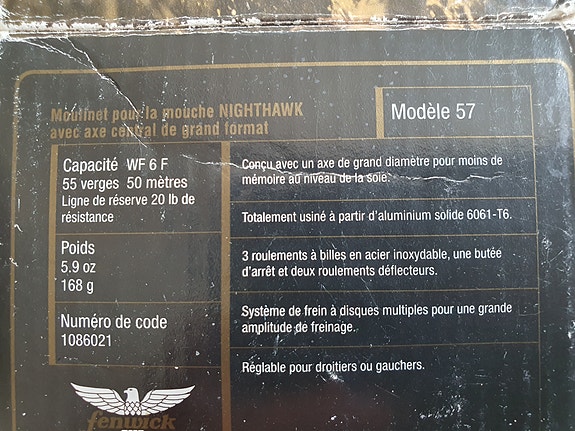 Moulinet pour la mouche NIGHTHAWK
avec axe central de grand format
Modèle 57
Capacité WF 6 F
55 verges 50 mètres
Ligne de réserve 20 lb de
résistance
Poids
5.9 oz
168 g
Numéro de code
1086021
Conçu avec un axe de grand diamètre pour moins de
mémoire au niveau de la soie.
Totalement usiné à partir d'aluminium solide 6061-T6.
3 roulements à billes en acier inoxydable, une butée
d'arrêt et deux roulements déflecteurs.
Système de frein à disques multiples pour une grande
amplitude de freinage.
Réglable pour droitiers ou gauchers.
fenwick